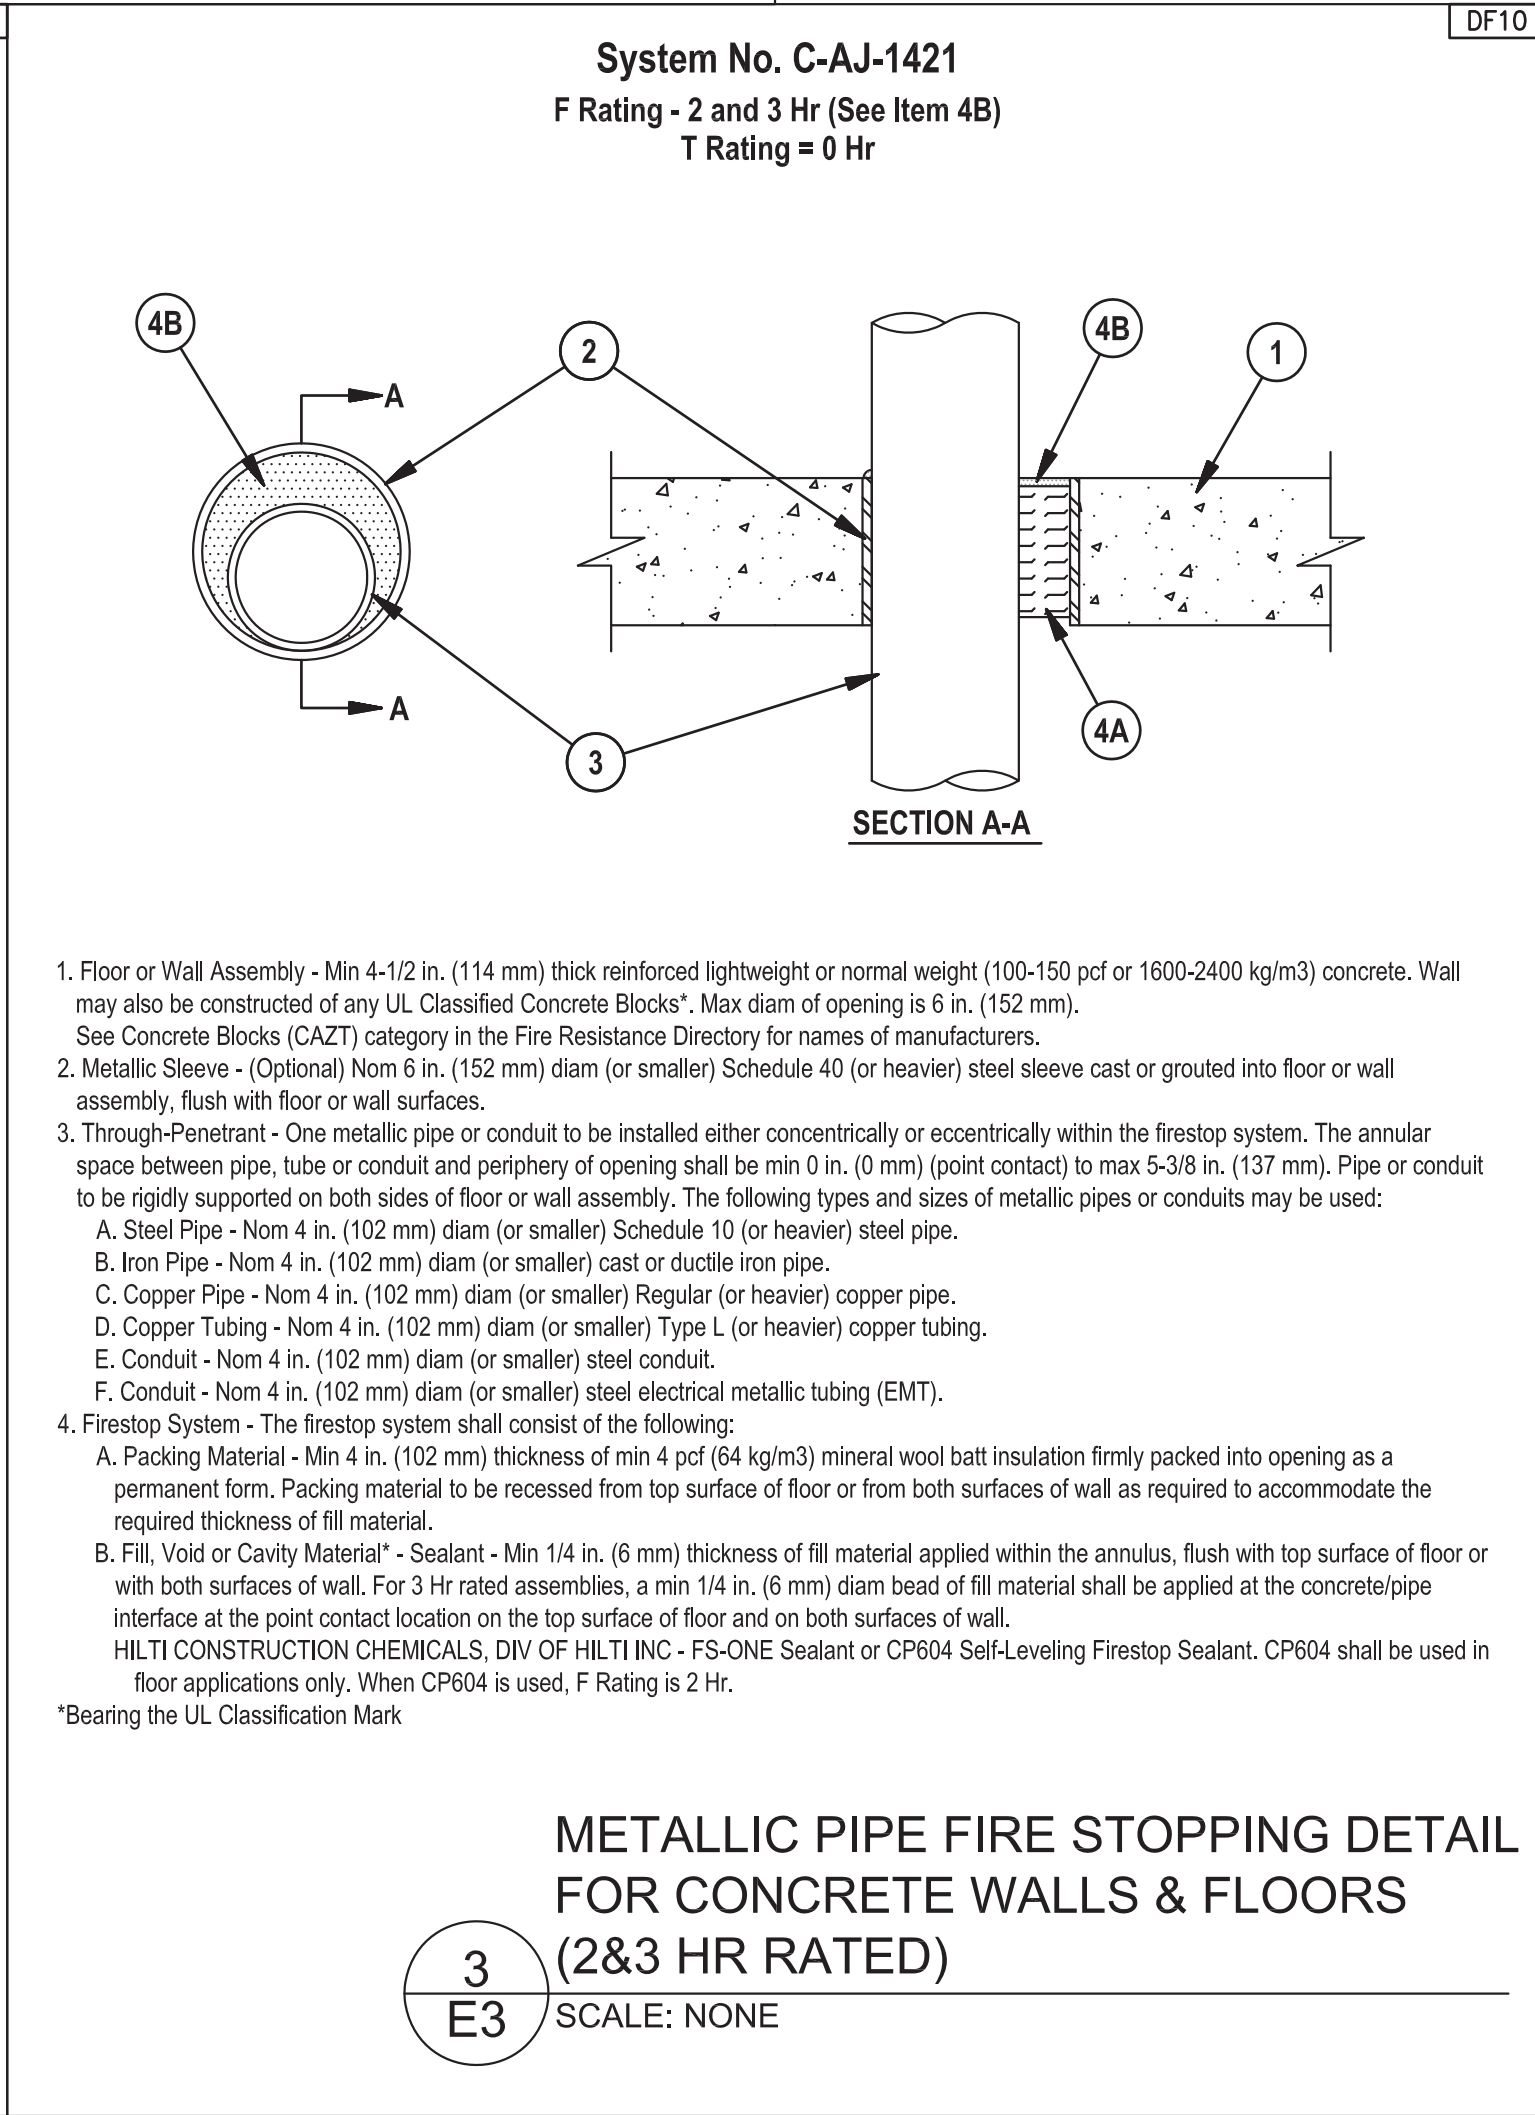 DF10
System No. C-AJ-1421
F Rating - 2 and 3 Hr (See Item 4B)
T Rating = 0 Hr
4B
2
4B
1
A
A
3
4A
SECTION A-A
1. Floor or Wall Assembly - Min 4-1/2 in. (114 mm) thick reinforced lightweight or normal weight (100-150 pcf or 1600-2400 kg/m3) concrete. Wall
may also be constructed of any UL Classified Concrete Blocks*. Max diam of opening is 6 in. (152 mm).
See Concrete Blocks (CAZT) category in the Fire Resistance Directory for names of manufacturers.
2. Metallic Sleeve - (Optional) Nom 6 in. (152 mm) diam (or smaller) Schedule 40 (or heavier) steel sleeve cast or grouted into floor or wall
assembly, flush with floor or wall surfaces.
3. Through-Penetrant - One metallic pipe or conduit to be installed either concentrically or eccentrically within the firestop system. The annular
space between pipe, tube or conduit and periphery of opening shall be min 0 in. (0 mm) (point contact) to max 5-3/8 in. (137 mm). Pipe or conduit
to be rigidly supported on both sides of floor or wall assembly. The following types and sizes of metallic pipes or conduits may be used:
A. Steel Pipe - Nom 4 in. (102 mm) diam (or smaller) Schedule 10 (or heavier) steel pipe.
B. Iron Pipe - Nom 4 in. (102 mm) diam (or smaller) cast or ductile iron pipe.
C. Copper Pipe - Nom 4 in. (102 mm) diam (or smaller) Regular (or heavier) copper pipe.
D. Copper Tubing - Nom 4 in. (102 mm) diam (or smaller) Type L (or heavier) copper tubing.
E. Conduit - Nom 4 in. (102 mm) diam (or smaller) steel conduit.
F. Conduit - Nom 4 in. (102 mm) diam (or smaller) steel electrical metallic tubing (EMT).
4. Firestop System - The firestop system shall consist of the following:
A. Packing Material - Min 4 in. (102 mm) thickness of min 4 pcf (64 kg/m3) mineral wool batt insulation firmly packed into opening as a
permanent form. Packing material to be recessed from top surface of floor or from both surfaces of wall as required to accommodate the
required thickness of fill material.
B. Fill, Void or Cavity Material* - Sealant - Min 1/4 in. (6 mm) thickness of fill material applied within the annulus, flush with top surface of floor or
with both surfaces of wall. For 3 Hr rated assemblies, a min 1/4 in. (6 mm) diam bead of fill material shall be applied at the concrete/pipe
interface at the point contact location on the top surface of floor and on both surfaces of wall.
HILTI CONSTRUCTION CHEMICALS, DIV OF HILTI INC - FS-ONE Sealant or CP604 Self-Leveling Firestop Sealant. CP604 shall be used in
floor applications only. When CP604 is used, F Rating is 2 Hr.
*Bearing the UL Classification Mark
METALLIC PIPE FIRE STOPPING DETAIL
FOR CONCRETE WALLS & FLOORS
(2&3 HR RATED)
3
E3
SCALE: NONE